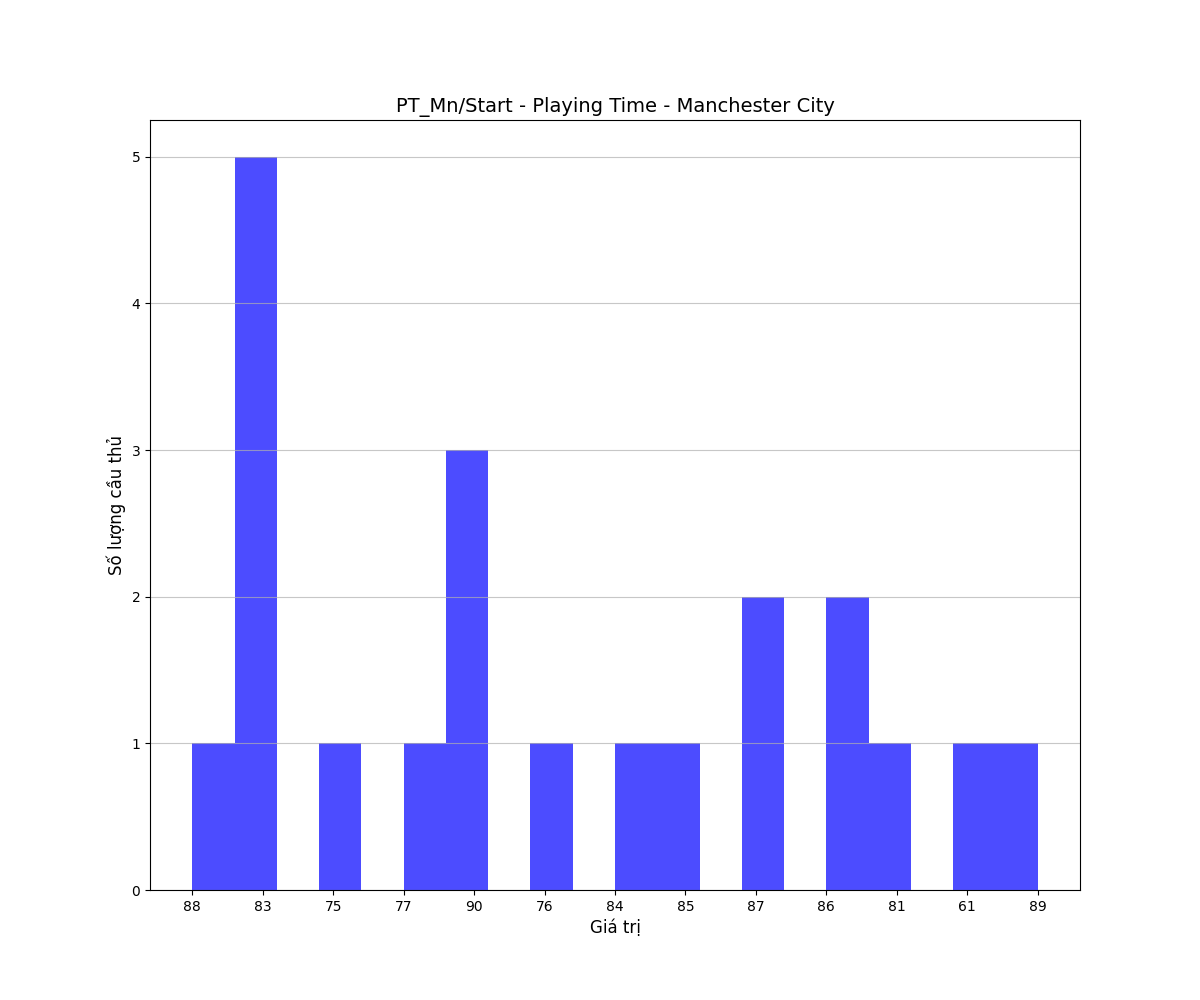 PT_Mn/Start - Playing Time - Manchester City
Số lượng cầu thủ
5
4
3
2
1
0
88 83 75 77 90 76 84 85 87 86 81 61 89
Giá trị